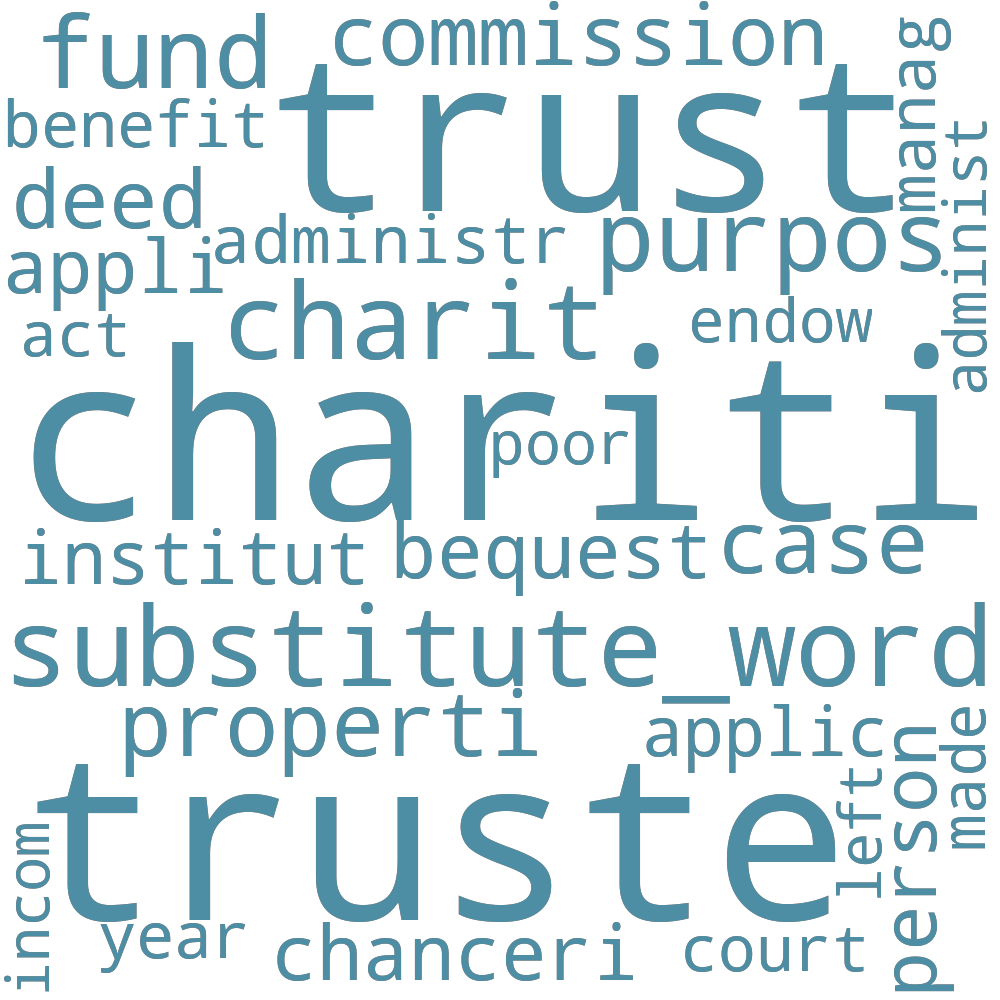 fund
commission
manag
trust
benefit
administ
deed
purpos
administr
appli
charit
endow
act
chariti
poor
institut
bequest
case
substitute_word
properti
applic
made
person
truste
left
incom
year
chanceri
court